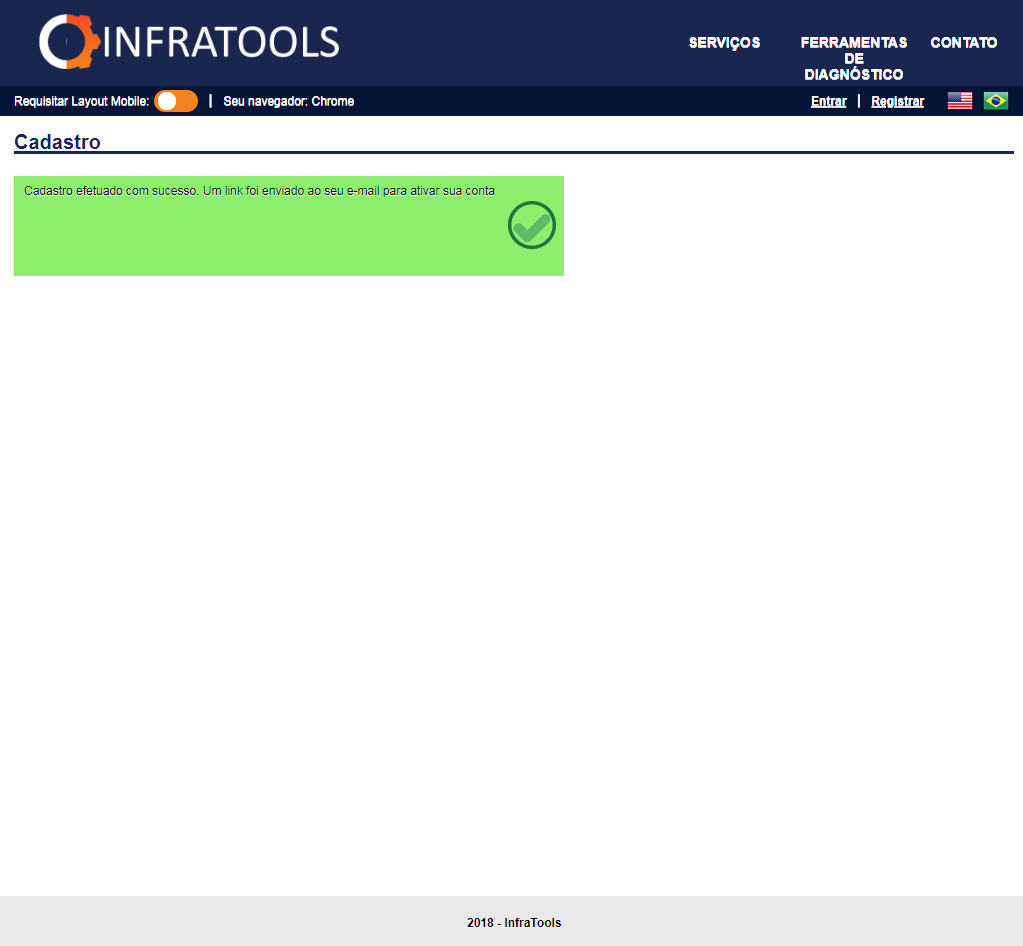 INFRATOOLS
SERVIÇOS
FERRAMENTAS
DE
DIAGNÓSTICO
CONTATO
Requisitar Layout Mobile: | Seu navegador: Chrome
Entrar | Registrar
Cadastro
Cadastro efetuado com sucesso. Um link foi enviado ao seu e-mail para ativar sua conta
2018 - InfraTools